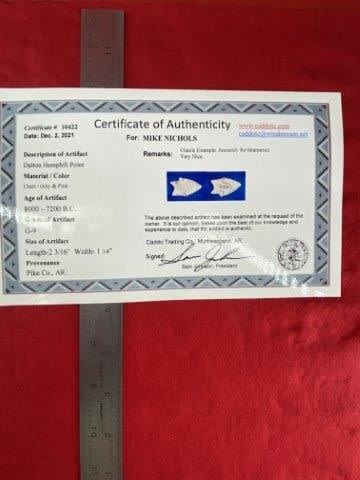 Certificate # 10422
Certificate of Authenticity
www.caddotc.com
Date: Dec. 2, 2021
For: MIKE NICHOLS
caddotc@windstream.net
Description of Artifact
Dalton Hemphill Point
Remarks: Classic Example, Anciently Re-Sharpened.
Very Nice.
Material / Color
Chert / Grey & Pink
Age of Artifact
8000 - 7200 B.C.
Grade of Artifact
G-9
Size of Artifact
Length-2 3/16" Width- 1
Provenance
Pike Co., AR
The above described artifact has been examined at the request of the
owner. It is our opinion, based upon the best of our knowledge and
experience to date, that the artifact is authentic.
Caddo Trading Co., Murfreesboro, AR.
Signed:
Sam Johnson, President